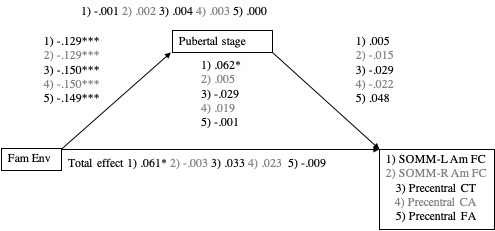 1) -.001 2) .002 3) .004 4) .003 5) .000
Pubertal stage
1) -.129***
2) -.129***
3) -.150***
4) -.150***
5) -.149***
1) .062*
2) .005
3) -.029
4) .019
5) -.001
1) .005
2) -.015
3) -.029
4) -.022
5) .048
Fam Env
Total effect 1) .061* 2) -.003 3) .033 4) .023 5) -.009
1) SOMM-L Am FC
2) SOMM-R Am FC
3) Precentral CT
4) Precentral CA
5) Precentral FA